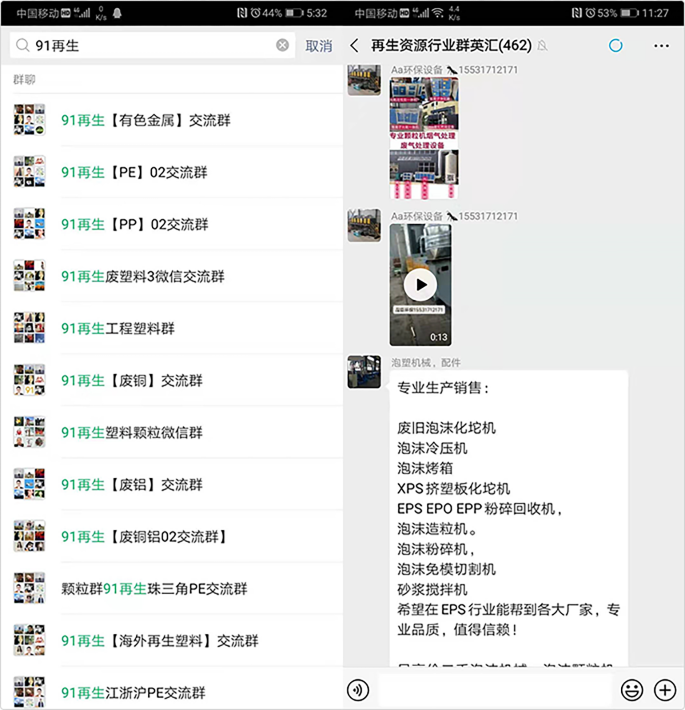 中国移动 HD 46 0 K/s 44% 5:32
91再生
取消
群聊
91再生【有色金属】交流群
91再生【PE】02交流群
91再生【PP】02交流群
91再生废塑料3微信交流群
91再生工程塑料群
91再生【废铜】交流群
91再生塑料颗粒微信群
91再生【废铝】交流群
91再生【废铜铝02交流群】
颗粒群91再生珠三角PE交流群
91再生【海外再生塑料】交流群
91再生江浙沪PE交流群
中国移动 HD 46 4.4 K/s 53% 11:27
再生资源行业群英汇(462)
Aa环保设备 15531712171
专业颗粒机烟气处理
废气处理设备
Aa环保设备 15531712171
0:13
泡塑机械，配件
专业生产销售：
废旧泡沫化坨机
泡沫冷压机
泡沫烤箱
XPS挤塑板化坨机
EPS EPO EPP粉碎回收机，
泡沫造粒机。
泡沫粉碎机，
泡沫免模切割机
砂浆搅拌机
希望在EPS行业能帮到各大厂家，专
业品质，值得信赖！